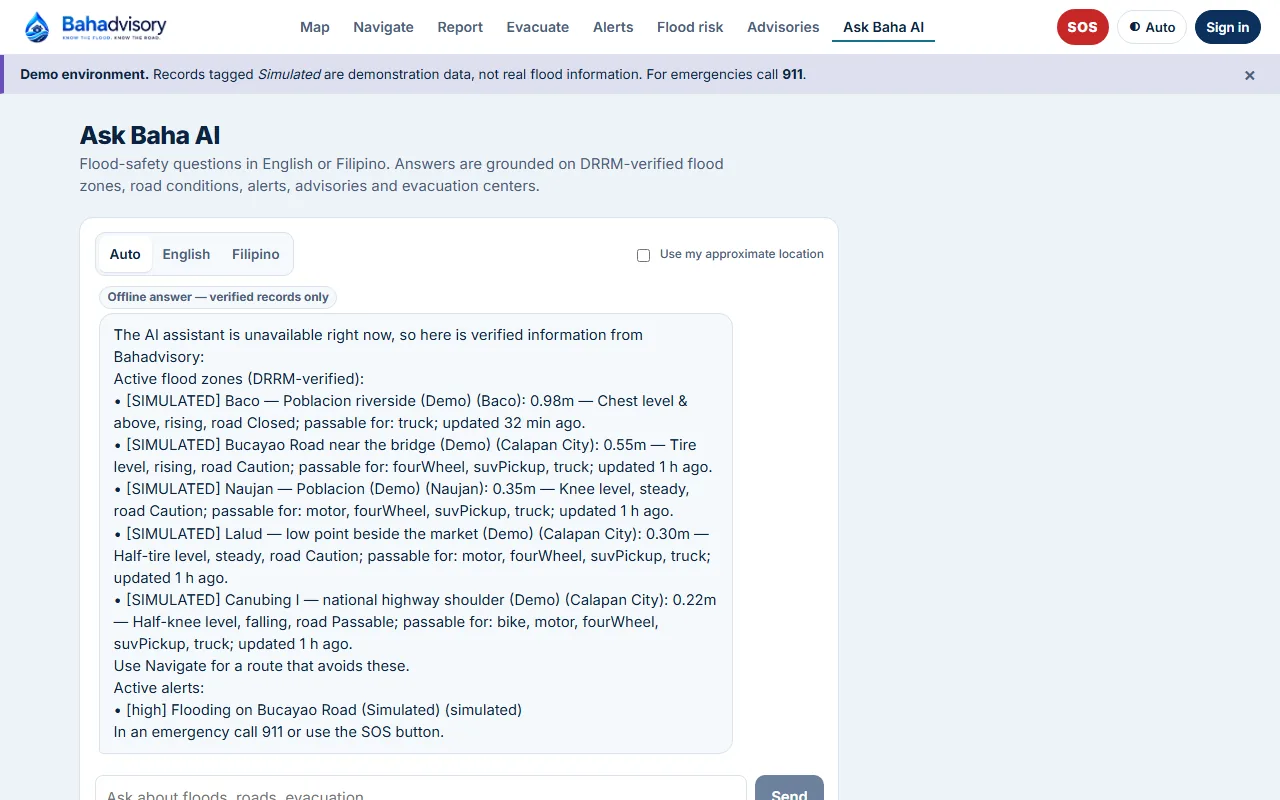 Bahadvisory
KNOW THE FLOOD. KNOW THE ROAD.
Map Navigate Report Evacuate Alerts Flood risk Advisories Ask Baha AI SOS Auto Sign in
Demo environment. Records tagged Simulated are demonstration data, not real flood information. For emergencies call 911. ×
Ask Baha AI
Flood-safety questions in English or Filipino. Answers are grounded on DRRM-verified flood
zones, road conditions, alerts, advisories and evacuation centers.
Auto English Filipino Use my approximate location
Offline answer — verified records only
The AI assistant is unavailable right now, so here is verified information from
Bahadvisory:
Active flood zones (DRRM-verified):
• [SIMULATED] Baco — Poblacion riverside (Demo) (Baco): 0.98m — Chest level &
above, rising, road Closed; passable for: truck; updated 32 min ago.
• [SIMULATED] Bucayao Road near the bridge (Demo) (Calapan City): 0.55m — Tire
level, rising, road Caution; passable for: fourWheel, suvPickup, truck; updated 1 h ago.
• [SIMULATED] Naujan — Poblacion (Demo) (Naujan): 0.35m — Knee level, steady,
road Caution; passable for: motor, fourWheel, suvPickup, truck; updated 1 h ago.
• [SIMULATED] Lalud — low point beside the market (Demo) (Calapan City): 0.30m —
Half-tire level, steady, road Caution; passable for: motor, fourWheel, suvPickup, truck;
updated 1 h ago.
• [SIMULATED] Canubing I — national highway shoulder (Demo) (Calapan City): 0.22m
— Half-knee level, falling, road Passable; passable for: bike, motor, fourWheel,
suvPickup, truck; updated 1 h ago.
Use Navigate for a route that avoids these.
Active alerts:
• [high] Flooding on Bucayao Road (Simulated) (simulated)
In an emergency call 911 or use the SOS button.
Ask about floods, roads, evacuation Send